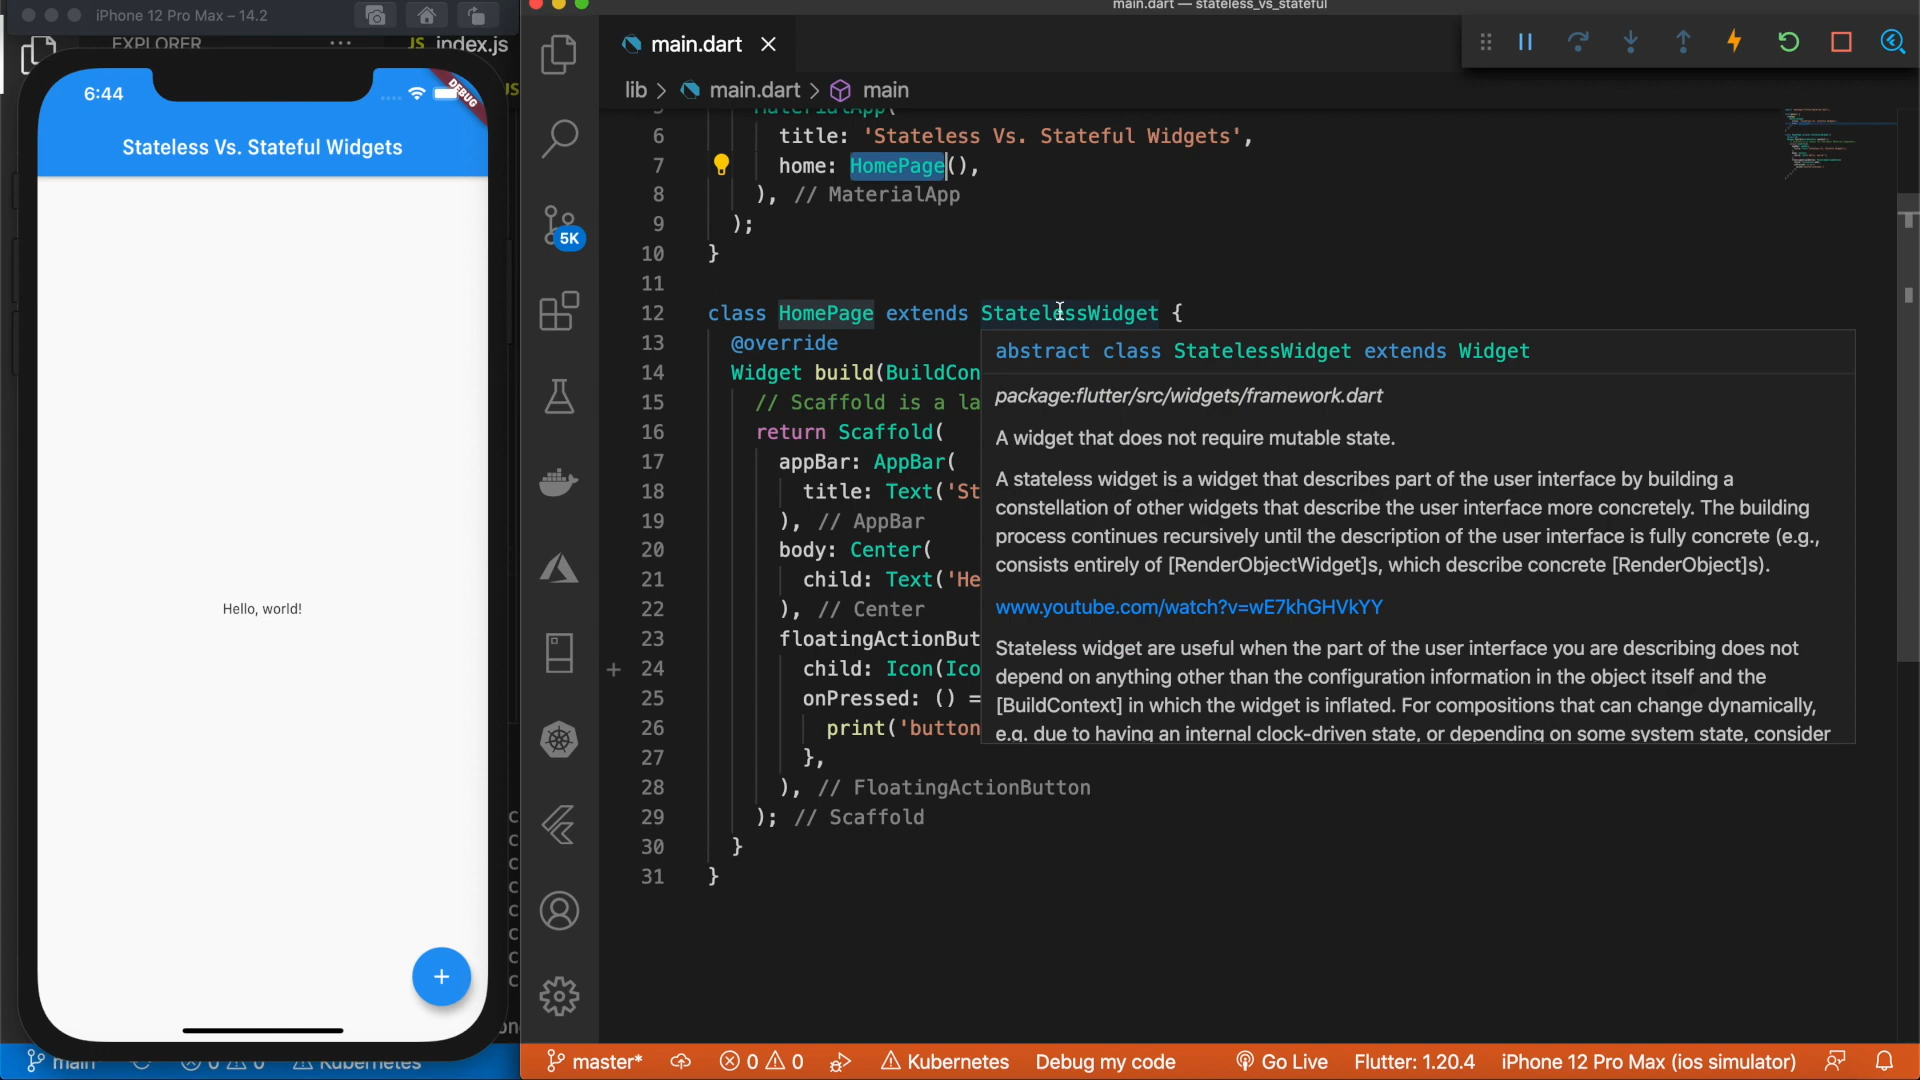 iPhone 12 Pro Max – 14.2
EXPLORER
JS index.js
6:44
DEBUG
Stateless Vs. Stateful Widgets
Hello, world!
+
main
Kubernetes
main.dart — stateless_vs_stateful
main.dart
lib > main.dart > main
5K
MaterialApp(
6 title: 'Stateless Vs. Stateful Widgets',
7 home: HomePage(),
8 ), // MaterialApp
9 );
10 }
11
12 class HomePage extends StatelessWidget {
13 @override
14 Widget build(BuildCon
15 // Scaffold is a la
16 return Scaffold(
17 appBar: AppBar(
18 title: Text('St
19 ), // AppBar
20 body: Center(
21 child: Text('He
22 ), // Center
23 floatingActionBut
24 child: Icon(Ico
25 onPressed: () =
26 print('button
27 },
28 ), // FloatingActionButton
29 ); // Scaffold
30 }
31 }
abstract class StatelessWidget extends Widget
package:flutter/src/widgets/framework.dart
A widget that does not require mutable state.
A stateless widget is a widget that describes part of the user interface by building a
constellation of other widgets that describe the user interface more concretely. The building
process continues recursively until the description of the user interface is fully concrete (e.g.,
consists entirely of [RenderObjectWidget]s, which describe concrete [RenderObject]s).
www.youtube.com/watch?v=wE7khGHVkYY
Stateless widget are useful when the part of the user interface you are describing does not
depend on anything other than the configuration information in the object itself and the
[BuildContext] in which the widget is inflated. For compositions that can change dynamically,
e.g. due to having an internal clock-driven state, or depending on some system state, consider
master* 0 0 Kubernetes Debug my code Go Live Flutter: 1.20.4 iPhone 12 Pro Max (ios simulator)